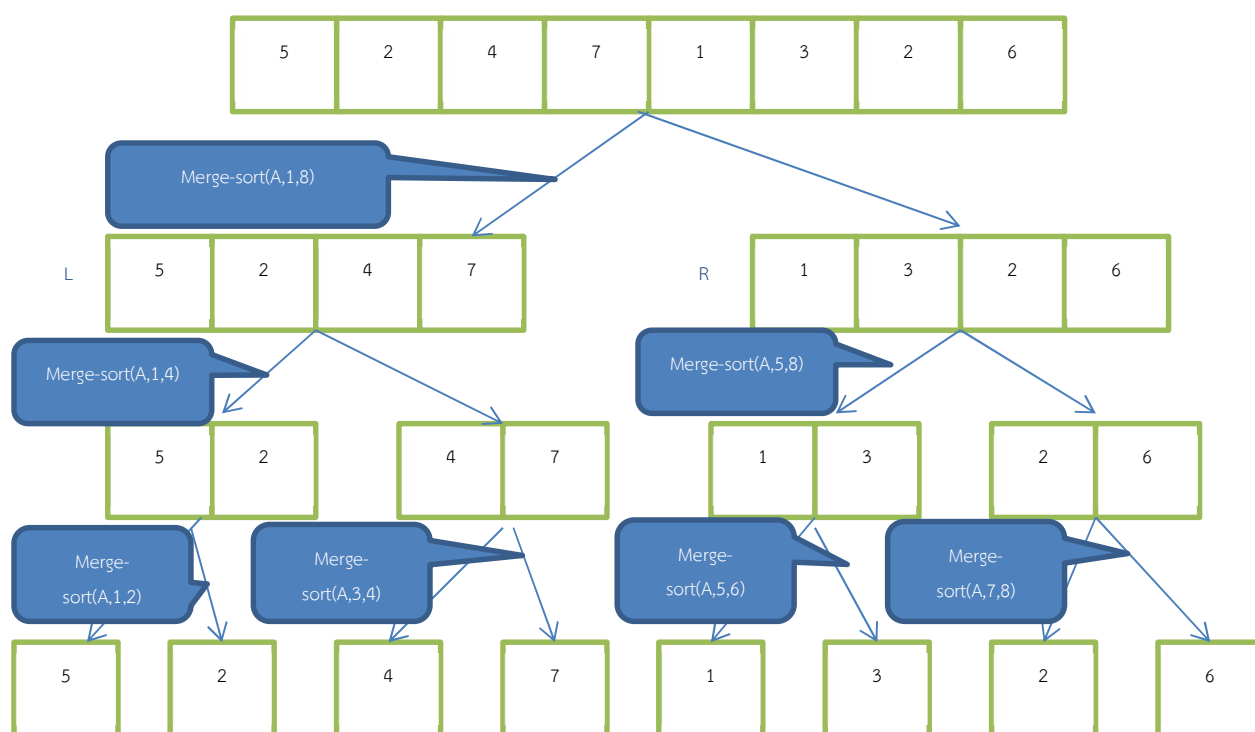 5 2 4 7 1 3 2 6
Merge-sort(A,1,8)
L 5 2 4 7 R 1 3 2 6
Merge-sort(A,1,4) Merge-sort(A,5,8)
5 2 4 7 1 3 2 6
Merge-
sort(A,1,2)
Merge-
sort(A,3,4)
Merge-
sort(A,5,6)
Merge-
sort(A,7,8)
5 2 4 7 1 3 2 6